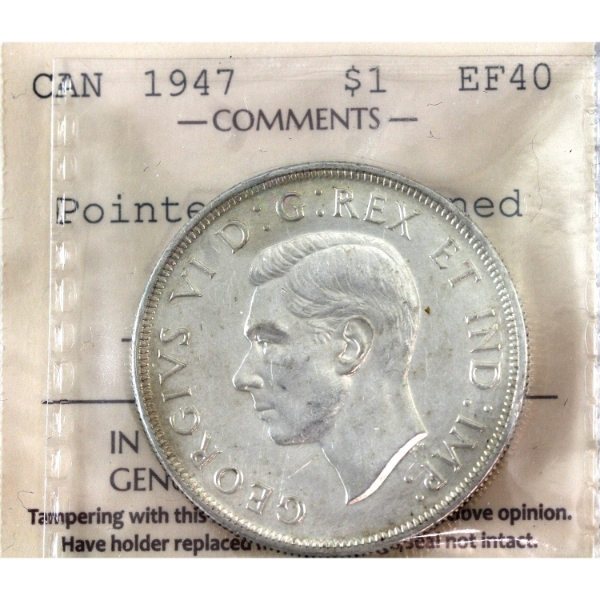 CAN 1947 $1 EF40
— COMMENTS —
Pointe ned
GEORGIVS VI D: G: REX ET IND: IMP:
IN
GEN
Tampering with this ove opinion.
Have holder replaced seal not intact.